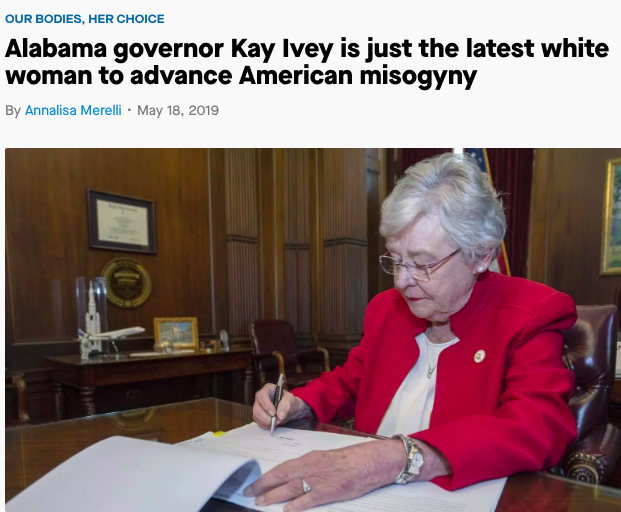 OUR BODIES, HER CHOICE
Alabama governor Kay Ivey is just the latest white
woman to advance American misogyny
By Annalisa Merelli • May 18, 2019